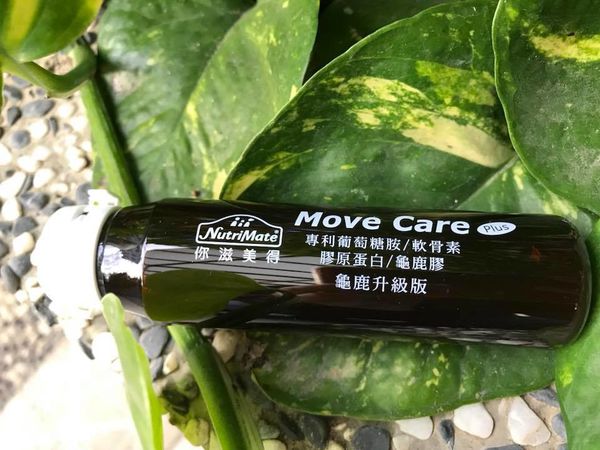 NutriMate®
你滋美得
Move Care Plus
專利葡萄糖胺/軟骨素
膠原蛋白/龜鹿膠
龜鹿升級版